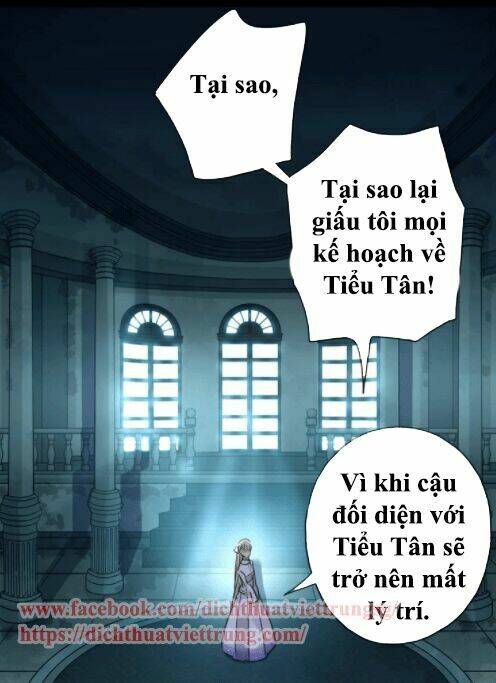 Tại sao,
Tại sao lại
giấu tôi mọi
kế hoạch về
Tiểu Tân!
Vì khi cậu
đối diện với
Tiểu Tân sẽ
trở nên mất
lý trí.
www.facebook.com/dichthuatviettrung.g/
https://dichthuatviettrung.com/